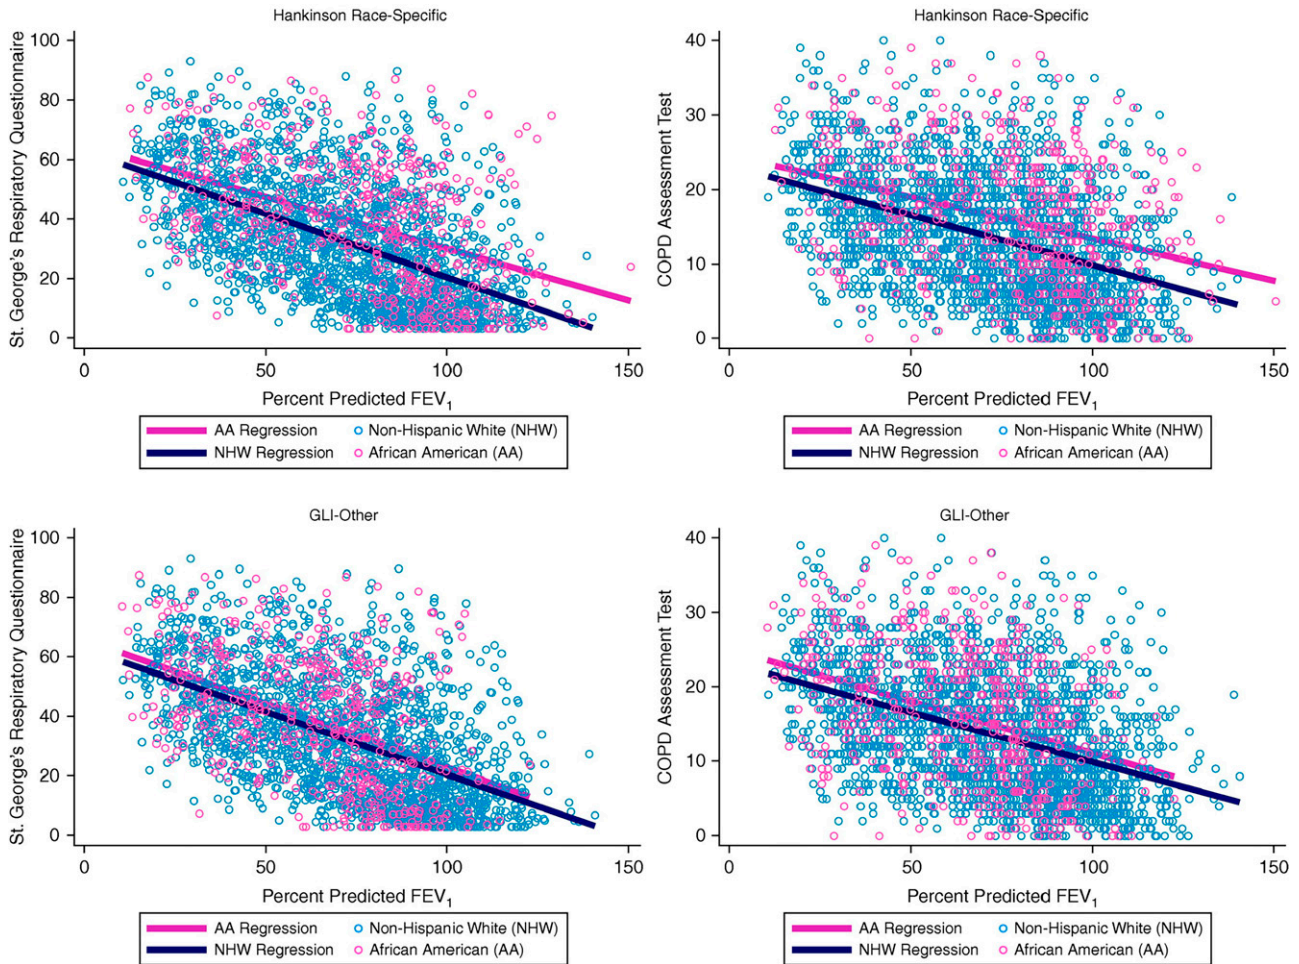 Hankinson Race-Specific
St. George's Respiratory Questionnaire
100
80
60
40
20
0
0 50 100 150
Percent Predicted FEV₁
AA Regression Non-Hispanic White (NHW)
NHW Regression African American (AA)
Hankinson Race-Specific
COPD Assessment Test
40
30
20
10
0
0 50 100 150
Percent Predicted FEV₁
AA Regression Non-Hispanic White (NHW)
NHW Regression African American (AA)
GLI-Other
St. George's Respiratory Questionnaire
100
80
60
40
20
0
0 50 100 150
Percent Predicted FEV₁
AA Regression Non-Hispanic White (NHW)
NHW Regression African American (AA)
GLI-Other
COPD Assessment Test
40
30
20
10
0
0 50 100 150
Percent Predicted FEV₁
AA Regression Non-Hispanic White (NHW)
NHW Regression African American (AA)